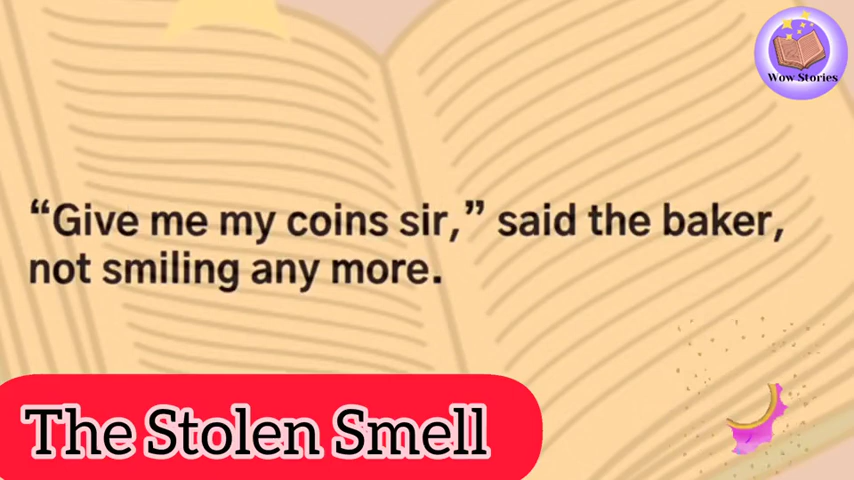 Wow Stories
“Give me my coins sir,” said the baker,
not smiling any more.
The Stolen Smell